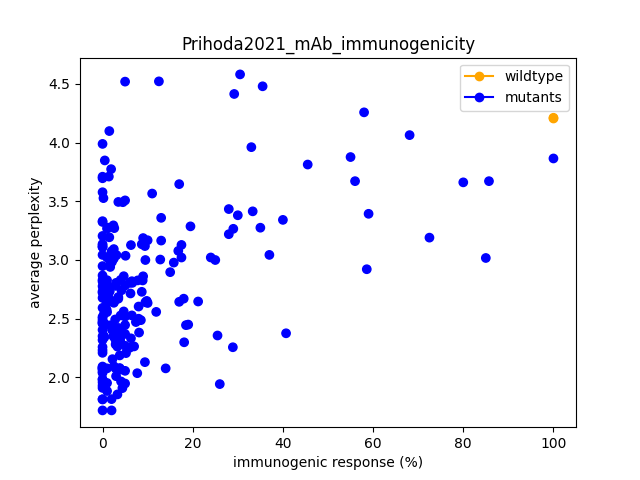 Prihoda2021_mAb_immunogenicity
wildtype
mutants
4.5
4.0
3.5
3.0
2.5
2.0
average perplexity
0 20 40 60 80 100
immunogenic response (%)